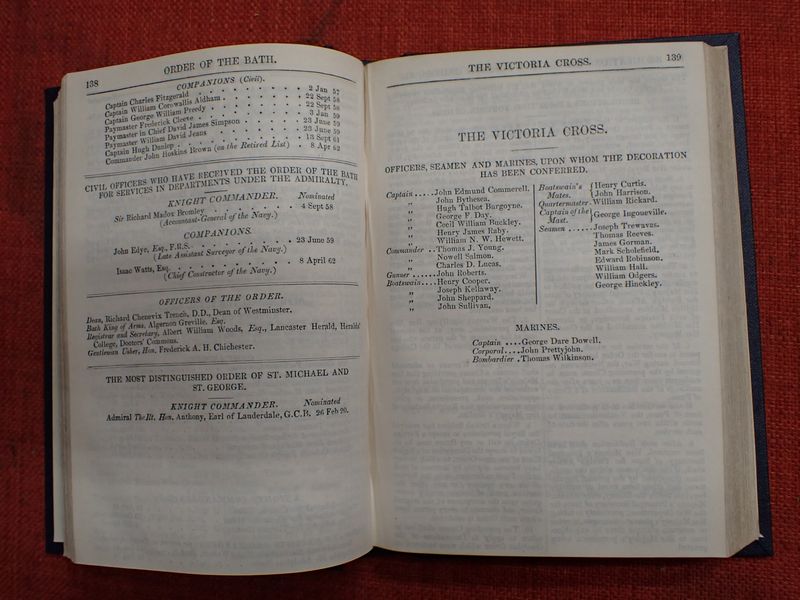 138
ORDER OF THE BATH.
COMPANIONS (Civil).
Captain Charles Fitzgerald . . . . . . . . 2 Jan 57
Captain William Cornwallis Aldham . . . . . . 22 Sept 58
Captain George William Preedy . . . . . . . 22 Sept 58
Paymaster Frederick Cleeve . . . . . . . 3 Jan 59
Paymaster in Chief David James Simpson . . . . . 23 June 59
Paymaster William David Jeans . . . . . . . 23 June 59
Captain Hugh Dunlop . . . . . . . . 13 Sept 61
Commander John Hoskins Brown (on the Retired List) . . 8 Apr 62
CIVIL OFFICERS WHO HAVE RECEIVED THE ORDER OF THE BATH
FOR SERVICES IN DEPARTMENTS UNDER THE ADMIRALTY.
KNIGHT COMMANDER. Nominated
Sir Richard Madox Bromley . . . . . . . 4 Sept 58
(Accountant-General of the Navy.)
COMPANIONS.
John Edye, Esq. F.R.S. . . . . . . . . 23 June 59
(Late Assistant Surveyor of the Navy.)
Isaac Watts, Esq. . . . . . . . . . 8 April 62
(Chief Constructor of the Navy.)
OFFICERS OF THE ORDER.
Dean, Richard Chenevix Trench, D.D., Dean of Westminster.
Bath King of Arms, Algernon Greville, Esq.
Registrar and Secretary, Albert William Woods, Esq., Lancaster Herald, Heralds'
College, Doctors' Commons.
Gentleman Usher, Hon. Frederick A. H. Chichester.
THE MOST DISTINGUISHED ORDER OF ST. MICHAEL AND
ST. GEORGE.
KNIGHT COMMANDER. Nominated
Admiral The Rt. Hon. Anthony, Earl of Lauderdale, G.C.B. 26 Feb 20.
THE VICTORIA CROSS.
139
THE VICTORIA CROSS.
OFFICERS, SEAMEN AND MARINES, UPON WHOM THE DECORATION
HAS BEEN CONFERRED.
Captain ..... John Edmund Commerell.
„ John Bythesea.
„ Hugh Talbot Burgoyne.
„ George F. Day.
„ Cecil William Buckley.
„ Henry James Raby.
„ William N. W. Hewett.
Commander .. Thomas J. Young.
„ Nowell Salmon.
„ Charles D. Lucas.
Gunner ...... John Roberts.
Boatswain.... Henry Cooper.
„ Joseph Kellaway.
„ John Sheppard.
„ John Sullivan.
Boatswain's Henry Curtis.
Mates. John Harrison.
Quartermaster. William Rickard.
Captain of the
Mast. George Ingouville.
Seamen ...... Joseph Trewavas.
Thomas Reeves.
James Gorman.
Mark Scholefield.
Edward Robinson.
William Hall.
William Odgers.
George Hinckley.
MARINES.
Captain .... George Dare Dowell.
Corporal.... John Prettyjohn.
Bombardier . Thomas Wilkinson.